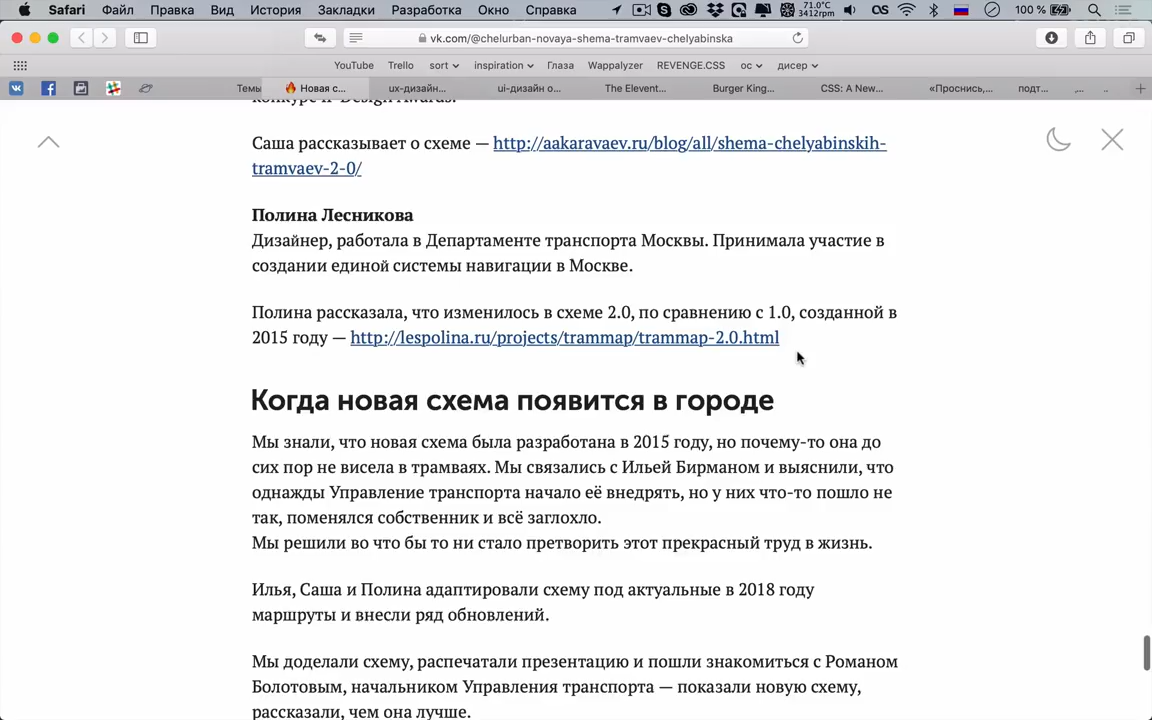 Safari Файл Правка Вид История Закладки Разработка Окно Справка 71.0°C 3412rpm 100 %
vk.com/@chelurban-novaya-shema-tramvaev-chelyabinska
YouTube Trello sort inspiration Глаза Wappalyzer REVENGE.CSS ос дисер
Темы Новая с... ux-дизайн... ui-дизайн о... The Elevent... Burger King... CSS: A New... «Проснись,... подт...
конкурс
Саша рассказывает о схеме — http://aakaravaev.ru/blog/all/shema-chelyabinskih-
tramvaev-2-0/
Полина Лесникова
Дизайнер, работала в Департаменте транспорта Москвы. Принимала участие в
создании единой системы навигации в Москве.
Полина рассказала, что изменилось в схеме 2.0, по сравнению с 1.0, созданной в
2015 году — http://lespolina.ru/projects/trammap/trammap-2.0.html
Когда новая схема появится в городе
Мы знали, что новая схема была разработана в 2015 году, но почему-то она до
сих пор не висела в трамваях. Мы связались с Ильей Бирманом и выяснили, что
однажды Управление транспорта начало её внедрять, но у них что-то пошло не
так, поменялся собственник и всё заглохло.
Мы решили во что бы то ни стало претворить этот прекрасный труд в жизнь.
Илья, Саша и Полина адаптировали схему под актуальные в 2018 году
маршруты и внесли ряд обновлений.
Мы доделали схему, распечатали презентацию и пошли знакомиться с Романом
Болотовым, начальником Управления транспорта — показали новую схему,
рассказали, чем она лучше.